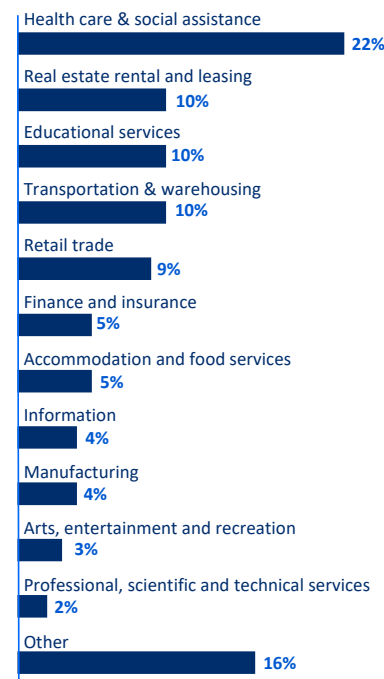 Health care & social assistance
22%
Real estate rental and leasing
10%
Educational services
10%
Transportation & warehousing
10%
Retail trade
9%
Finance and insurance
5%
Accommodation and food services
5%
Information
4%
Manufacturing
4%
Arts, entertainment and recreation
3%
Professional, scientific and technical services
2%
Other
16%